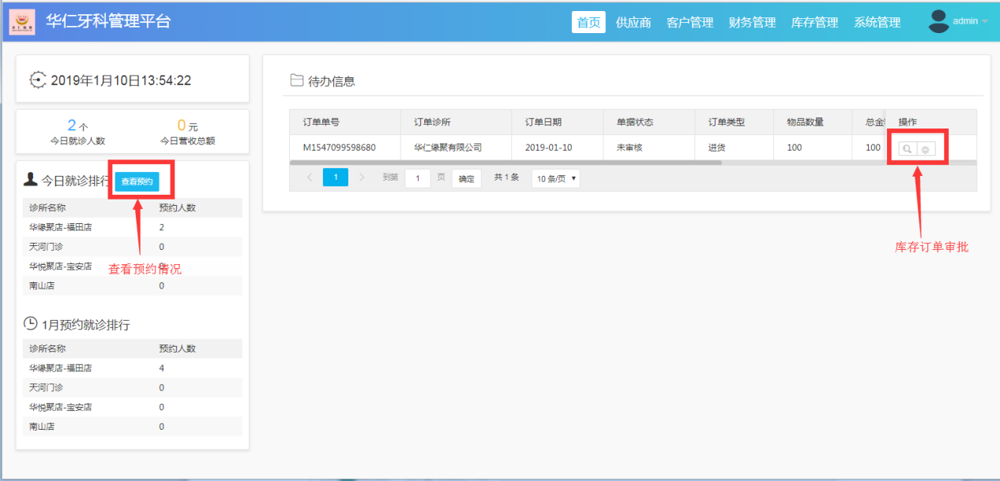 华仁牙科管理平台
首页 供应商 客户管理 财务管理 库存管理 系统管理 admin
2019年1月10日13:54:22
2 个 0 元
今日就诊人数 今日营收总额
今日就诊排行 查看预约
诊所名称 预约人数
华缘聚店-福田店 2
天河门诊 0
华悦聚店-宝安店 0
查看预约情况
南山店 0
1月预约就诊排行
诊所名称 预约人数
华缘聚店-福田店 4
天河门诊 0
华悦聚店-宝安店 0
南山店 0
待办信息
订单单号 订单诊所 订单日期 单据状态 订单类型 物品数量 总金 操作
M1547099598680 华仁缘聚有限公司 2019-01-10 未审核 进货 100 100
1 到第 1 页 确定 共 1 条 10 条/页
库存订单审批